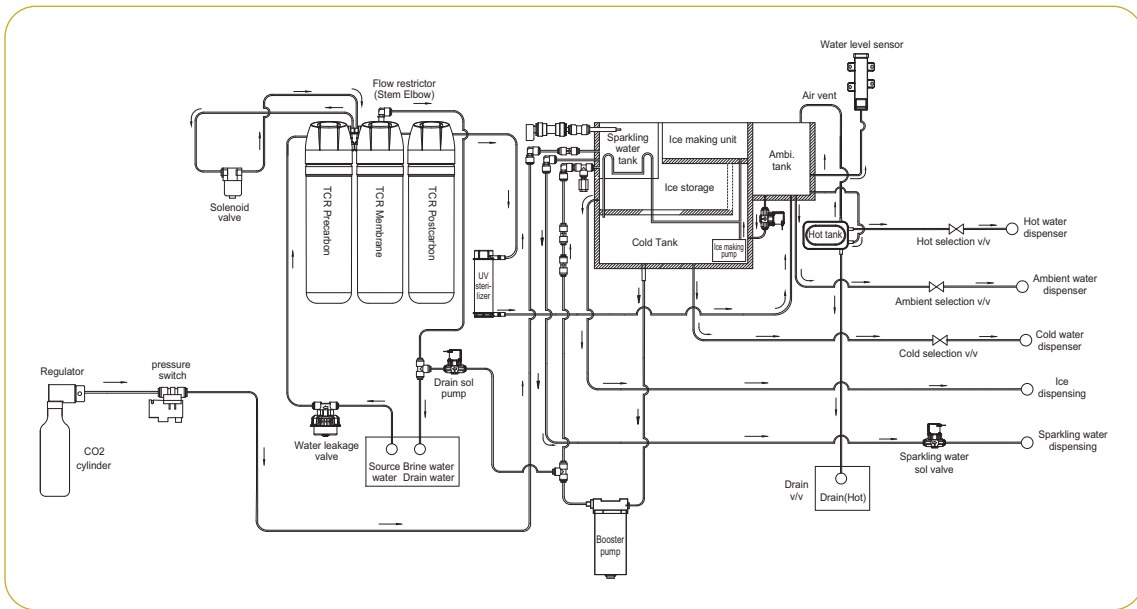 Water level sensor
Flow restrictor
(Stem Elbow)
Air vent
Sparkling
water
tank
Ice making unit
Ambi.
tank
TCR Precarbon
TCR Membrane
TCR Postcarbon
Ice storage
Solenoid
valve
Hot tank
Hot selection v/v
Hot water
dispenser
Cold Tank
Ice making
pump
UV
steri-
lizer
Ambient selection v/v
Ambient water
dispenser
Cold selection v/v
Cold water
dispenser
Regulator
pressure
switch
Drain sol
pump
Ice
dispensing
Water leakage
valve
CO2
cylinder
Source
water
Brine water
Drain water
Sparkling water
sol valve
Sparkling water
dispensing
Drain
v/v
Drain(Hot)
Booster
pump